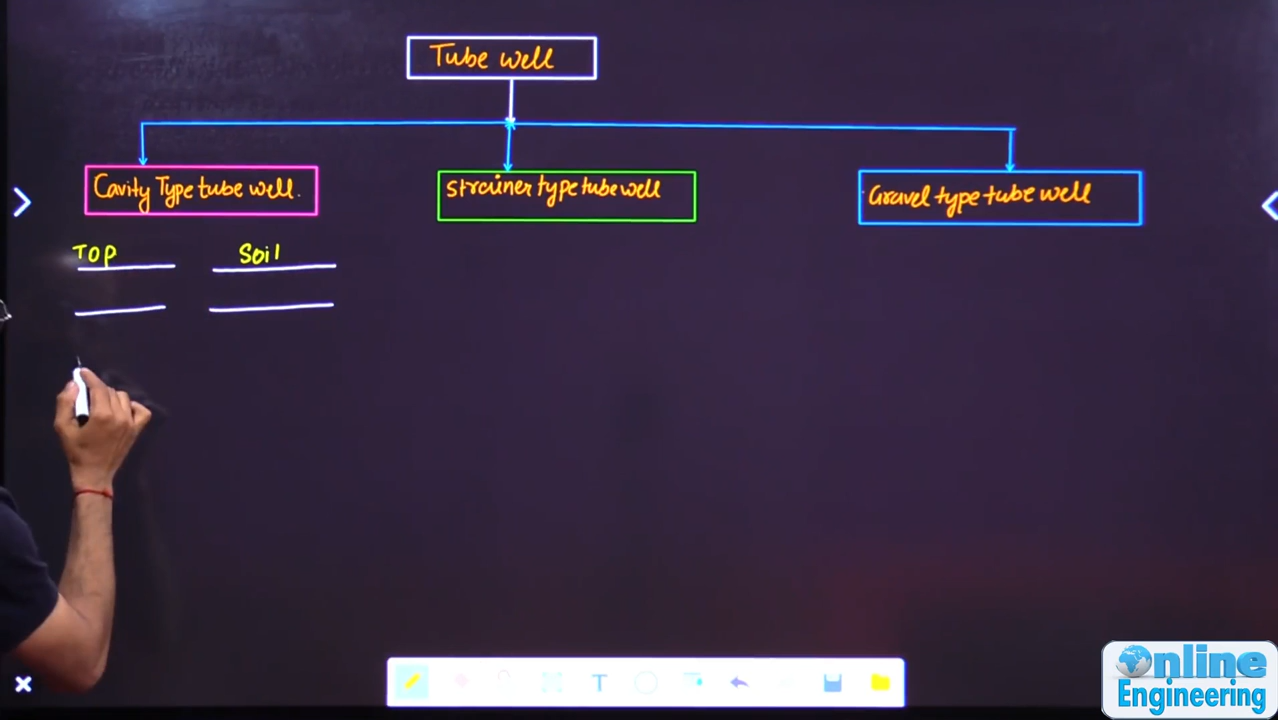 Tube well
Cavity Type tube well.
Strainer type tube well
Gravel type tube well
TOP Soil
T
Online
Engineering